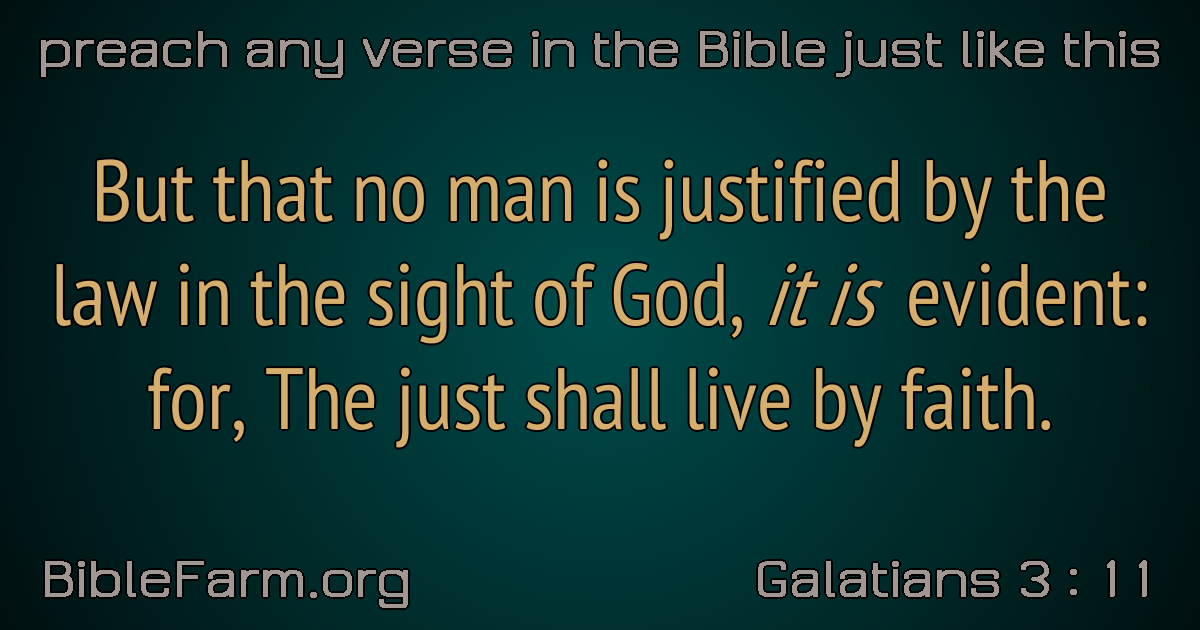 preach any verse in the Bible just like this
But that no man is justified by the
law in the sight of God, it is evident:
for, The just shall live by faith.
BibleFarm.org
Galatians 3 : 11